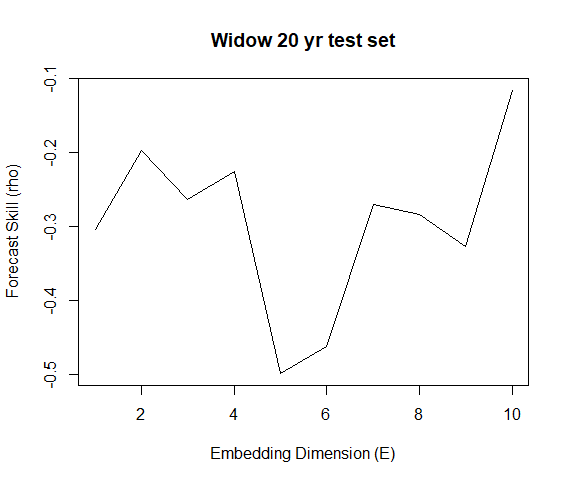 Widow 20 yr test set
Forecast Skill (rho)
-0.1
-0.2
-0.3
-0.4
-0.5
2 4 6 8 10
Embedding Dimension (E)